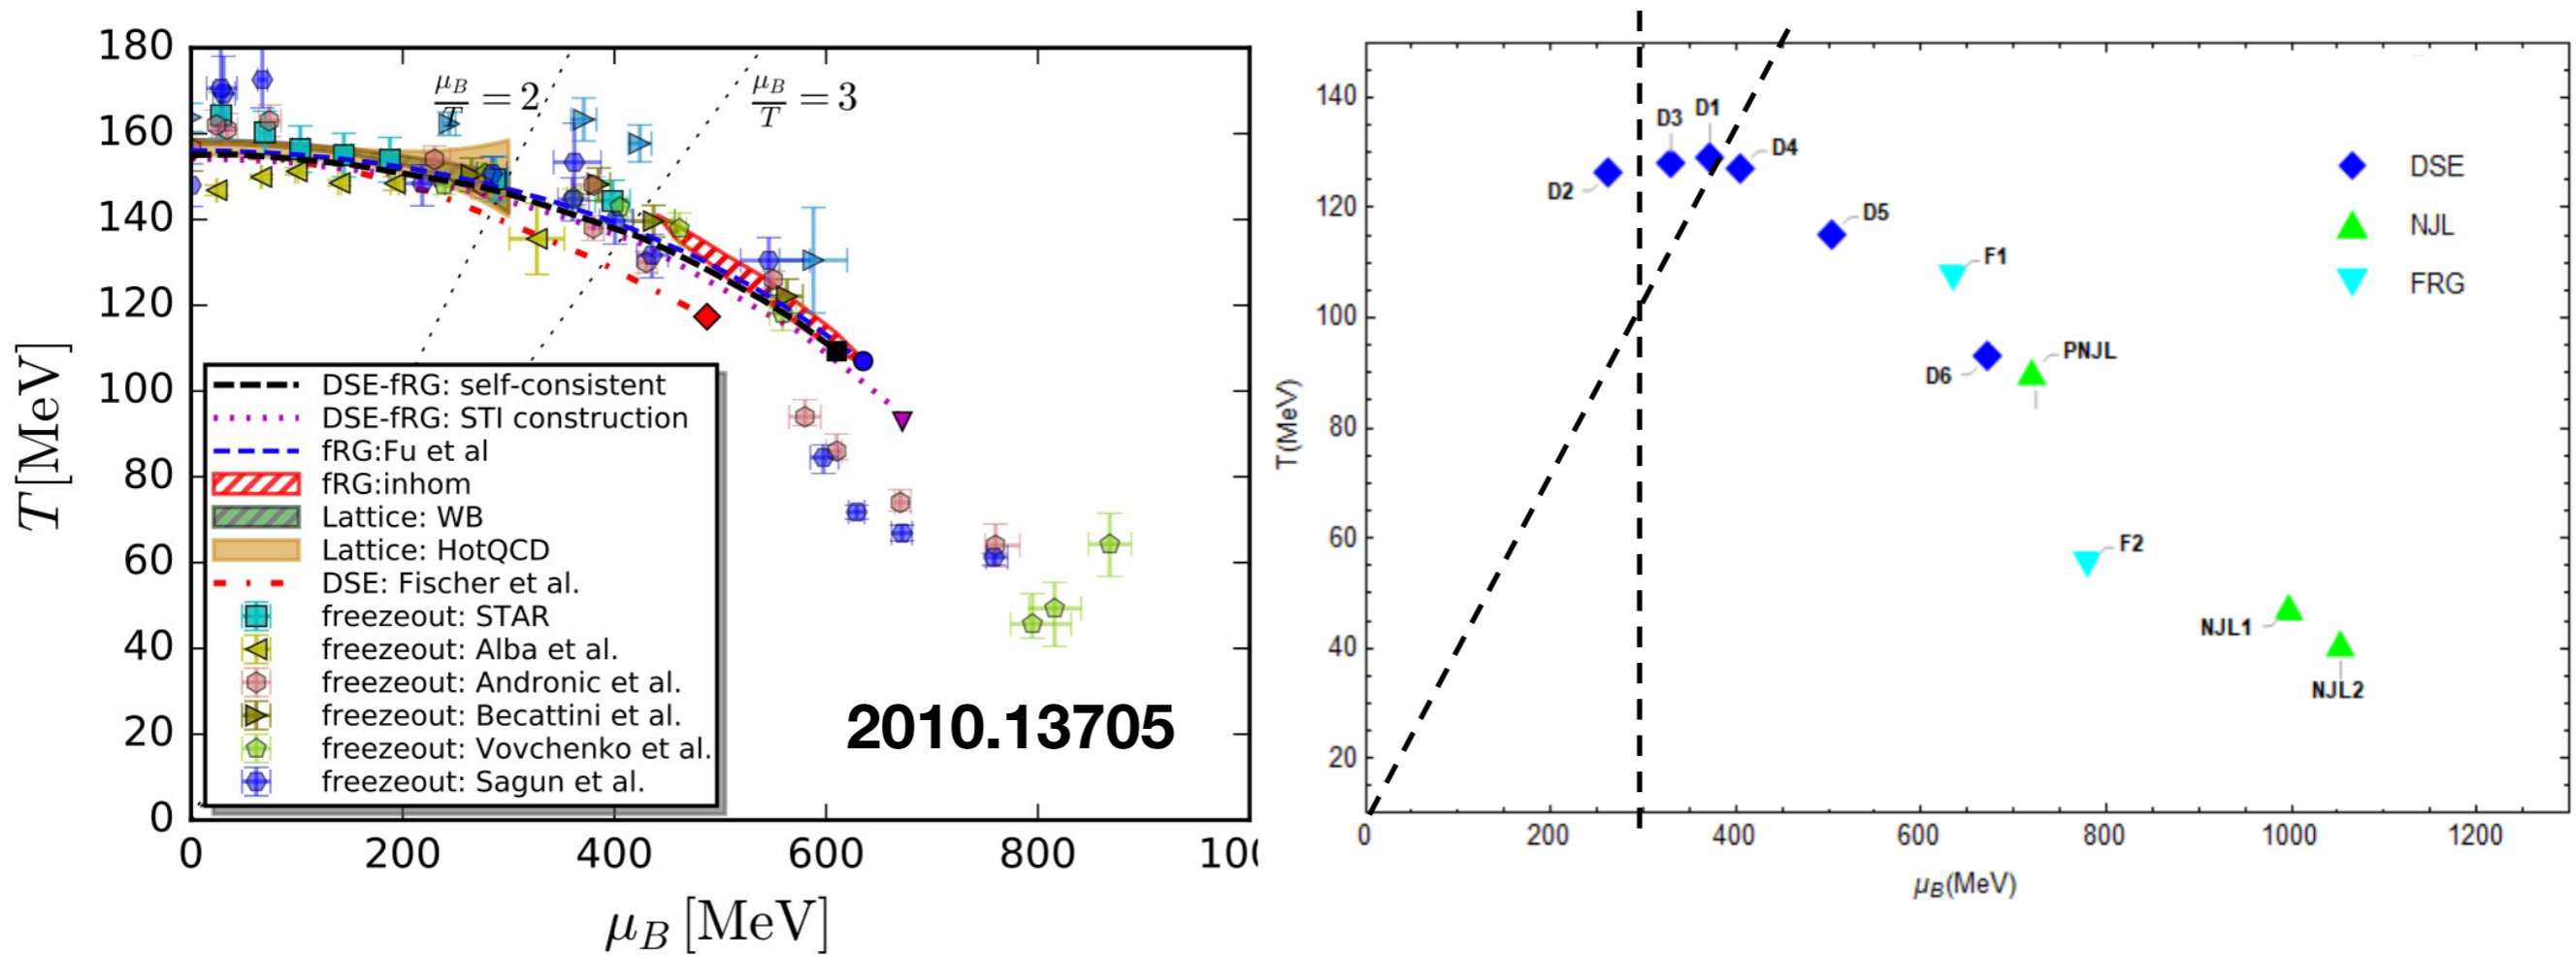 180
160
140
120
100
80
60
40
20
0
T [MeV]
μ_B/T = 2
μ_B/T = 3
DSE-fRG: self-consistent
DSE-fRG: STI construction
fRG:Fu et al
fRG:inhom
Lattice: WB
Lattice: HotQCD
DSE: Fischer et al.
freezeout: STAR
freezeout: Alba et al.
freezeout: Andronic et al.
freezeout: Becattini et al.
freezeout: Vovchenko et al.
freezeout: Sagun et al.
2010.13705
0 200 400 600 800 100
μ_B [MeV]
140
120
100
80
60
40
20
T(MeV)
D2
D3
D1
D4
D5
F1
D6
PNJL
F2
NJL1
NJL2
DSE
NJL
FRG
0 200 400 600 800 1000 1200
μ_B(MeV)